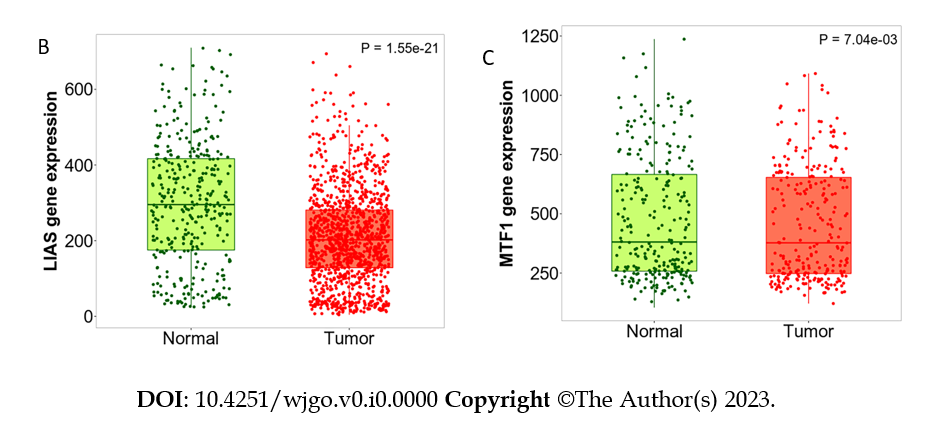 B
P = 1.55e-21
LIAS gene expression
600
400
200
0
Normal Tumor
C
P = 7.04e-03
MTF1 gene expression
1250
1000
750
500
250
Normal Tumor
DOI: 10.4251/wjgo.v0.i0.0000 Copyright ©The Author(s) 2023.